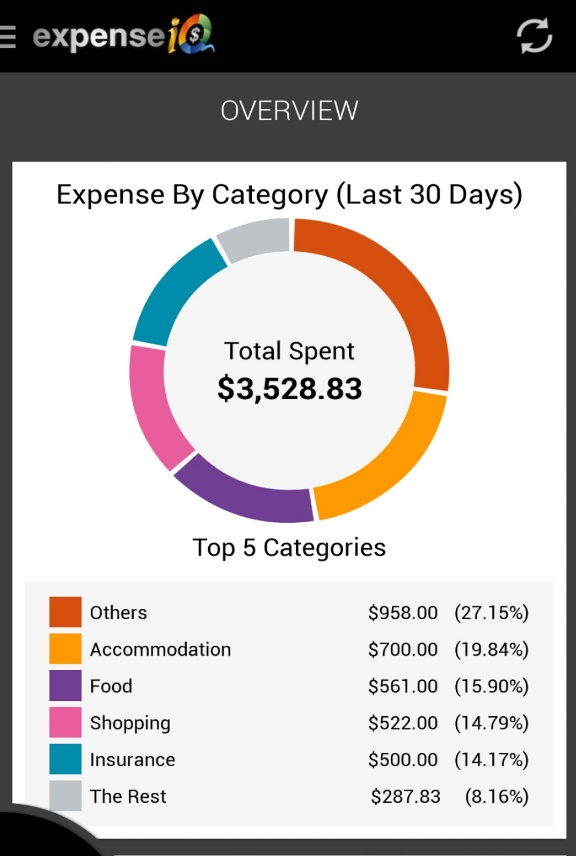 expense iQ $
OVERVIEW
Expense By Category (Last 30 Days)
Total Spent
$3,528.83
Top 5 Categories
Others $958.00 (27.15%)
Accommodation $700.00 (19.84%)
Food $561.00 (15.90%)
Shopping $522.00 (14.79%)
Insurance $500.00 (14.17%)
The Rest $287.83 (8.16%)